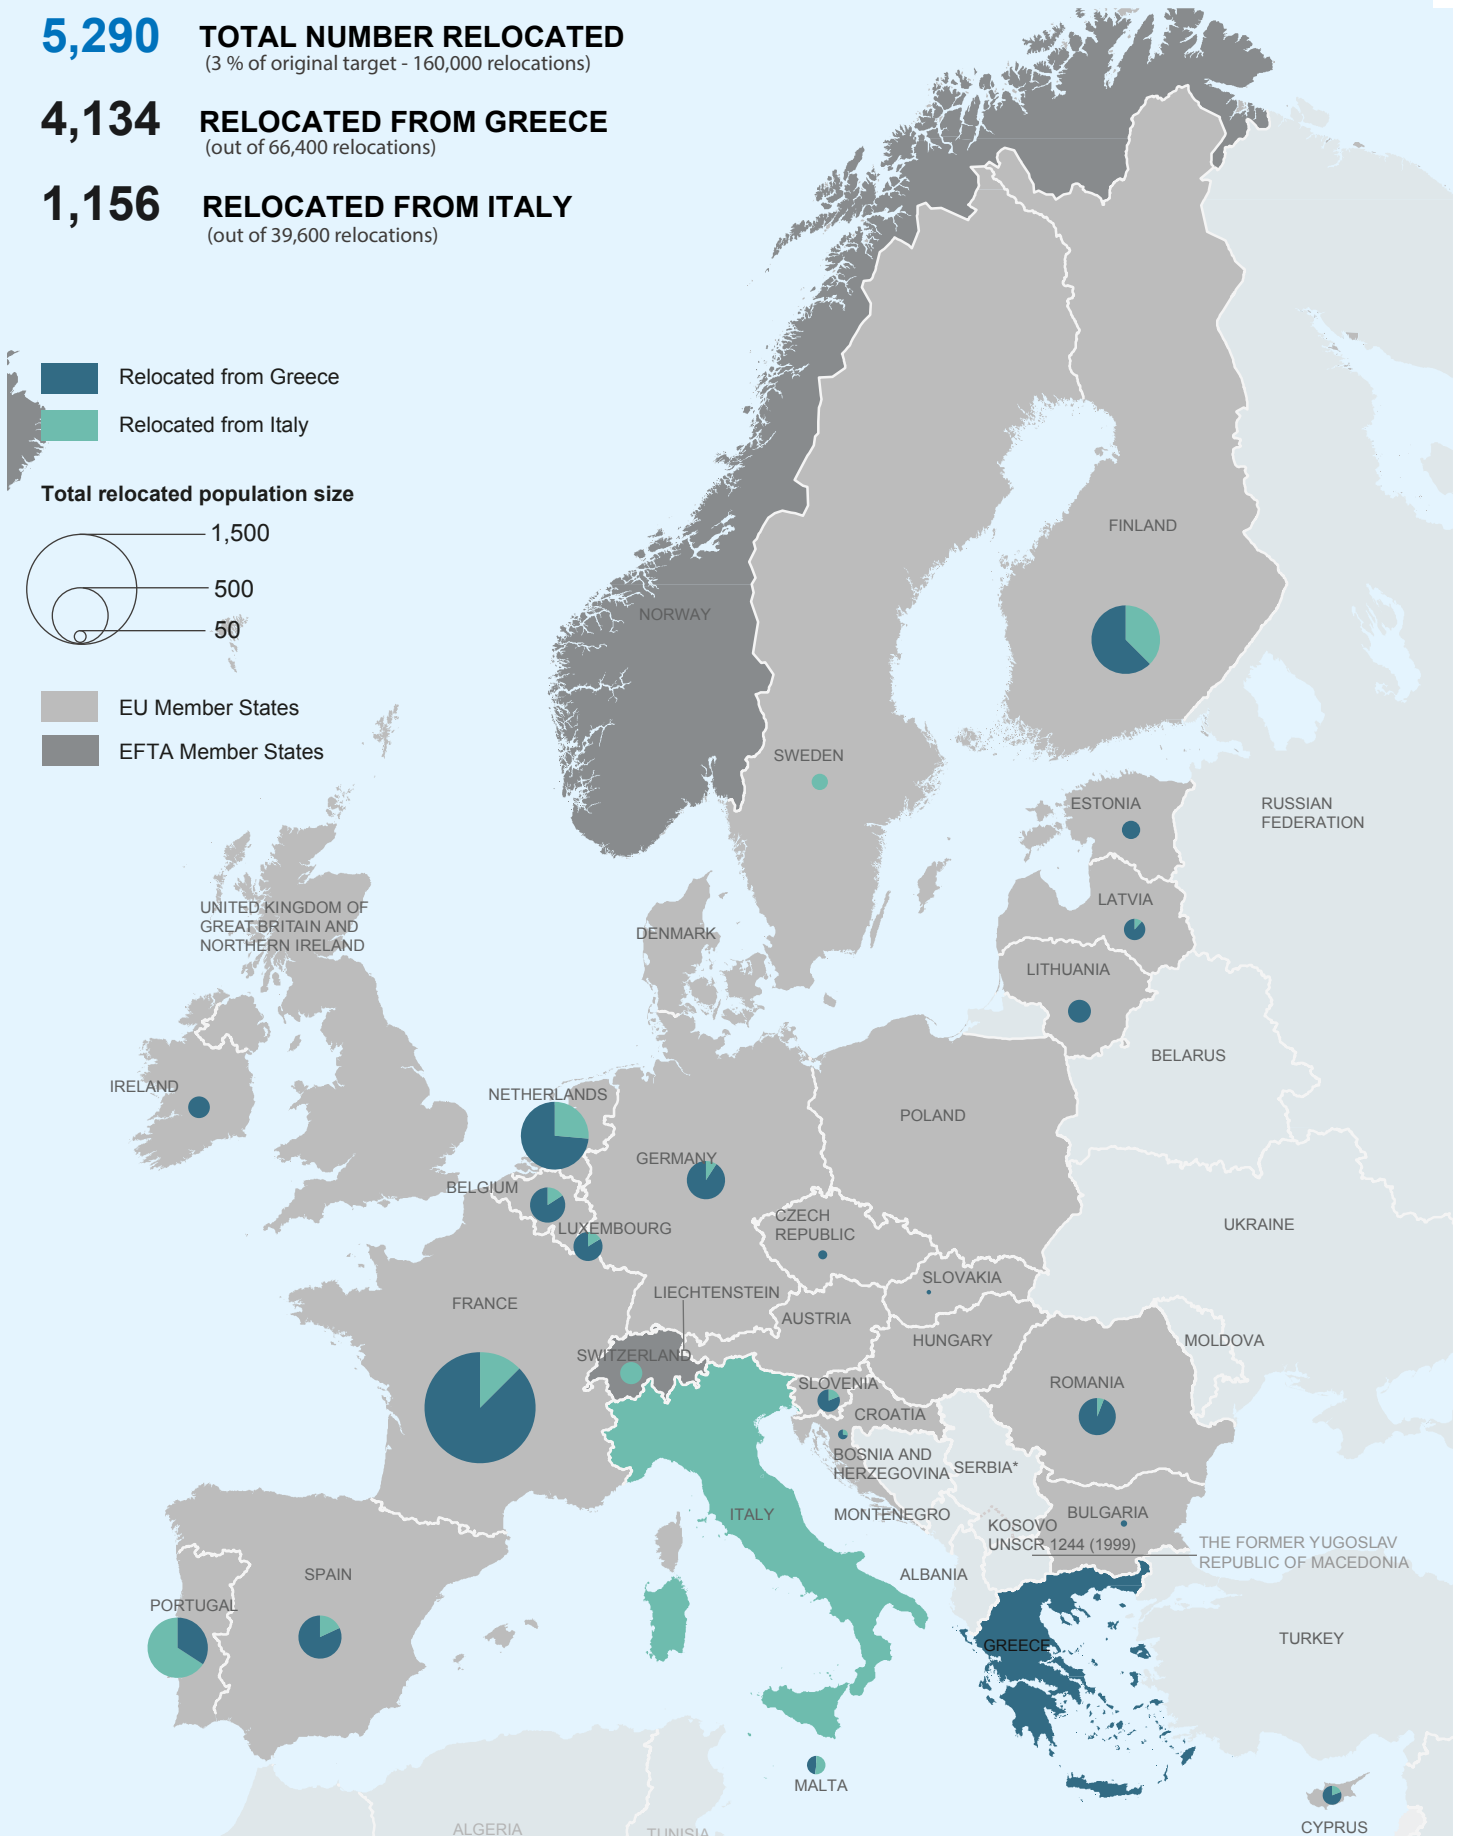 5,290 TOTAL NUMBER RELOCATED
(3 % of original target - 160,000 relocations)
4,134 RELOCATED FROM GREECE
(out of 66,400 relocations)
1,156 RELOCATED FROM ITALY
(out of 39,600 relocations)
Relocated from Greece
Relocated from Italy
Total relocated population size
1,500
500
50
EU Member States
EFTA Member States
FINLAND
NORWAY
SWEDEN
ESTONIA
RUSSIAN
FEDERATION
LATVIA
UNITED KINGDOM OF
GREAT BRITAIN AND
NORTHERN IRELAND
DENMARK
LITHUANIA
BELARUS
IRELAND
NETHERLANDS
POLAND
GERMANY
BELGIUM
CZECH
REPUBLIC
LUXEMBOURG
UKRAINE
SLOVAKIA
LIECHTENSTEIN
FRANCE
AUSTRIA
HUNGARY
MOLDOVA
SWITZERLAND
SLOVENIA
ROMANIA
CROATIA
BOSNIA AND
HERZEGOVINA
SERBIA*
ITALY
MONTENEGRO
BULGARIA
KOSOVO
UNSCR 1244 (1999)
THE FORMER YUGOSLAV
REPUBLIC OF MACEDONIA
SPAIN
ALBANIA
PORTUGAL
GREECE
TURKEY
MALTA
CYPRUS
ALGERIA
TUNISIA